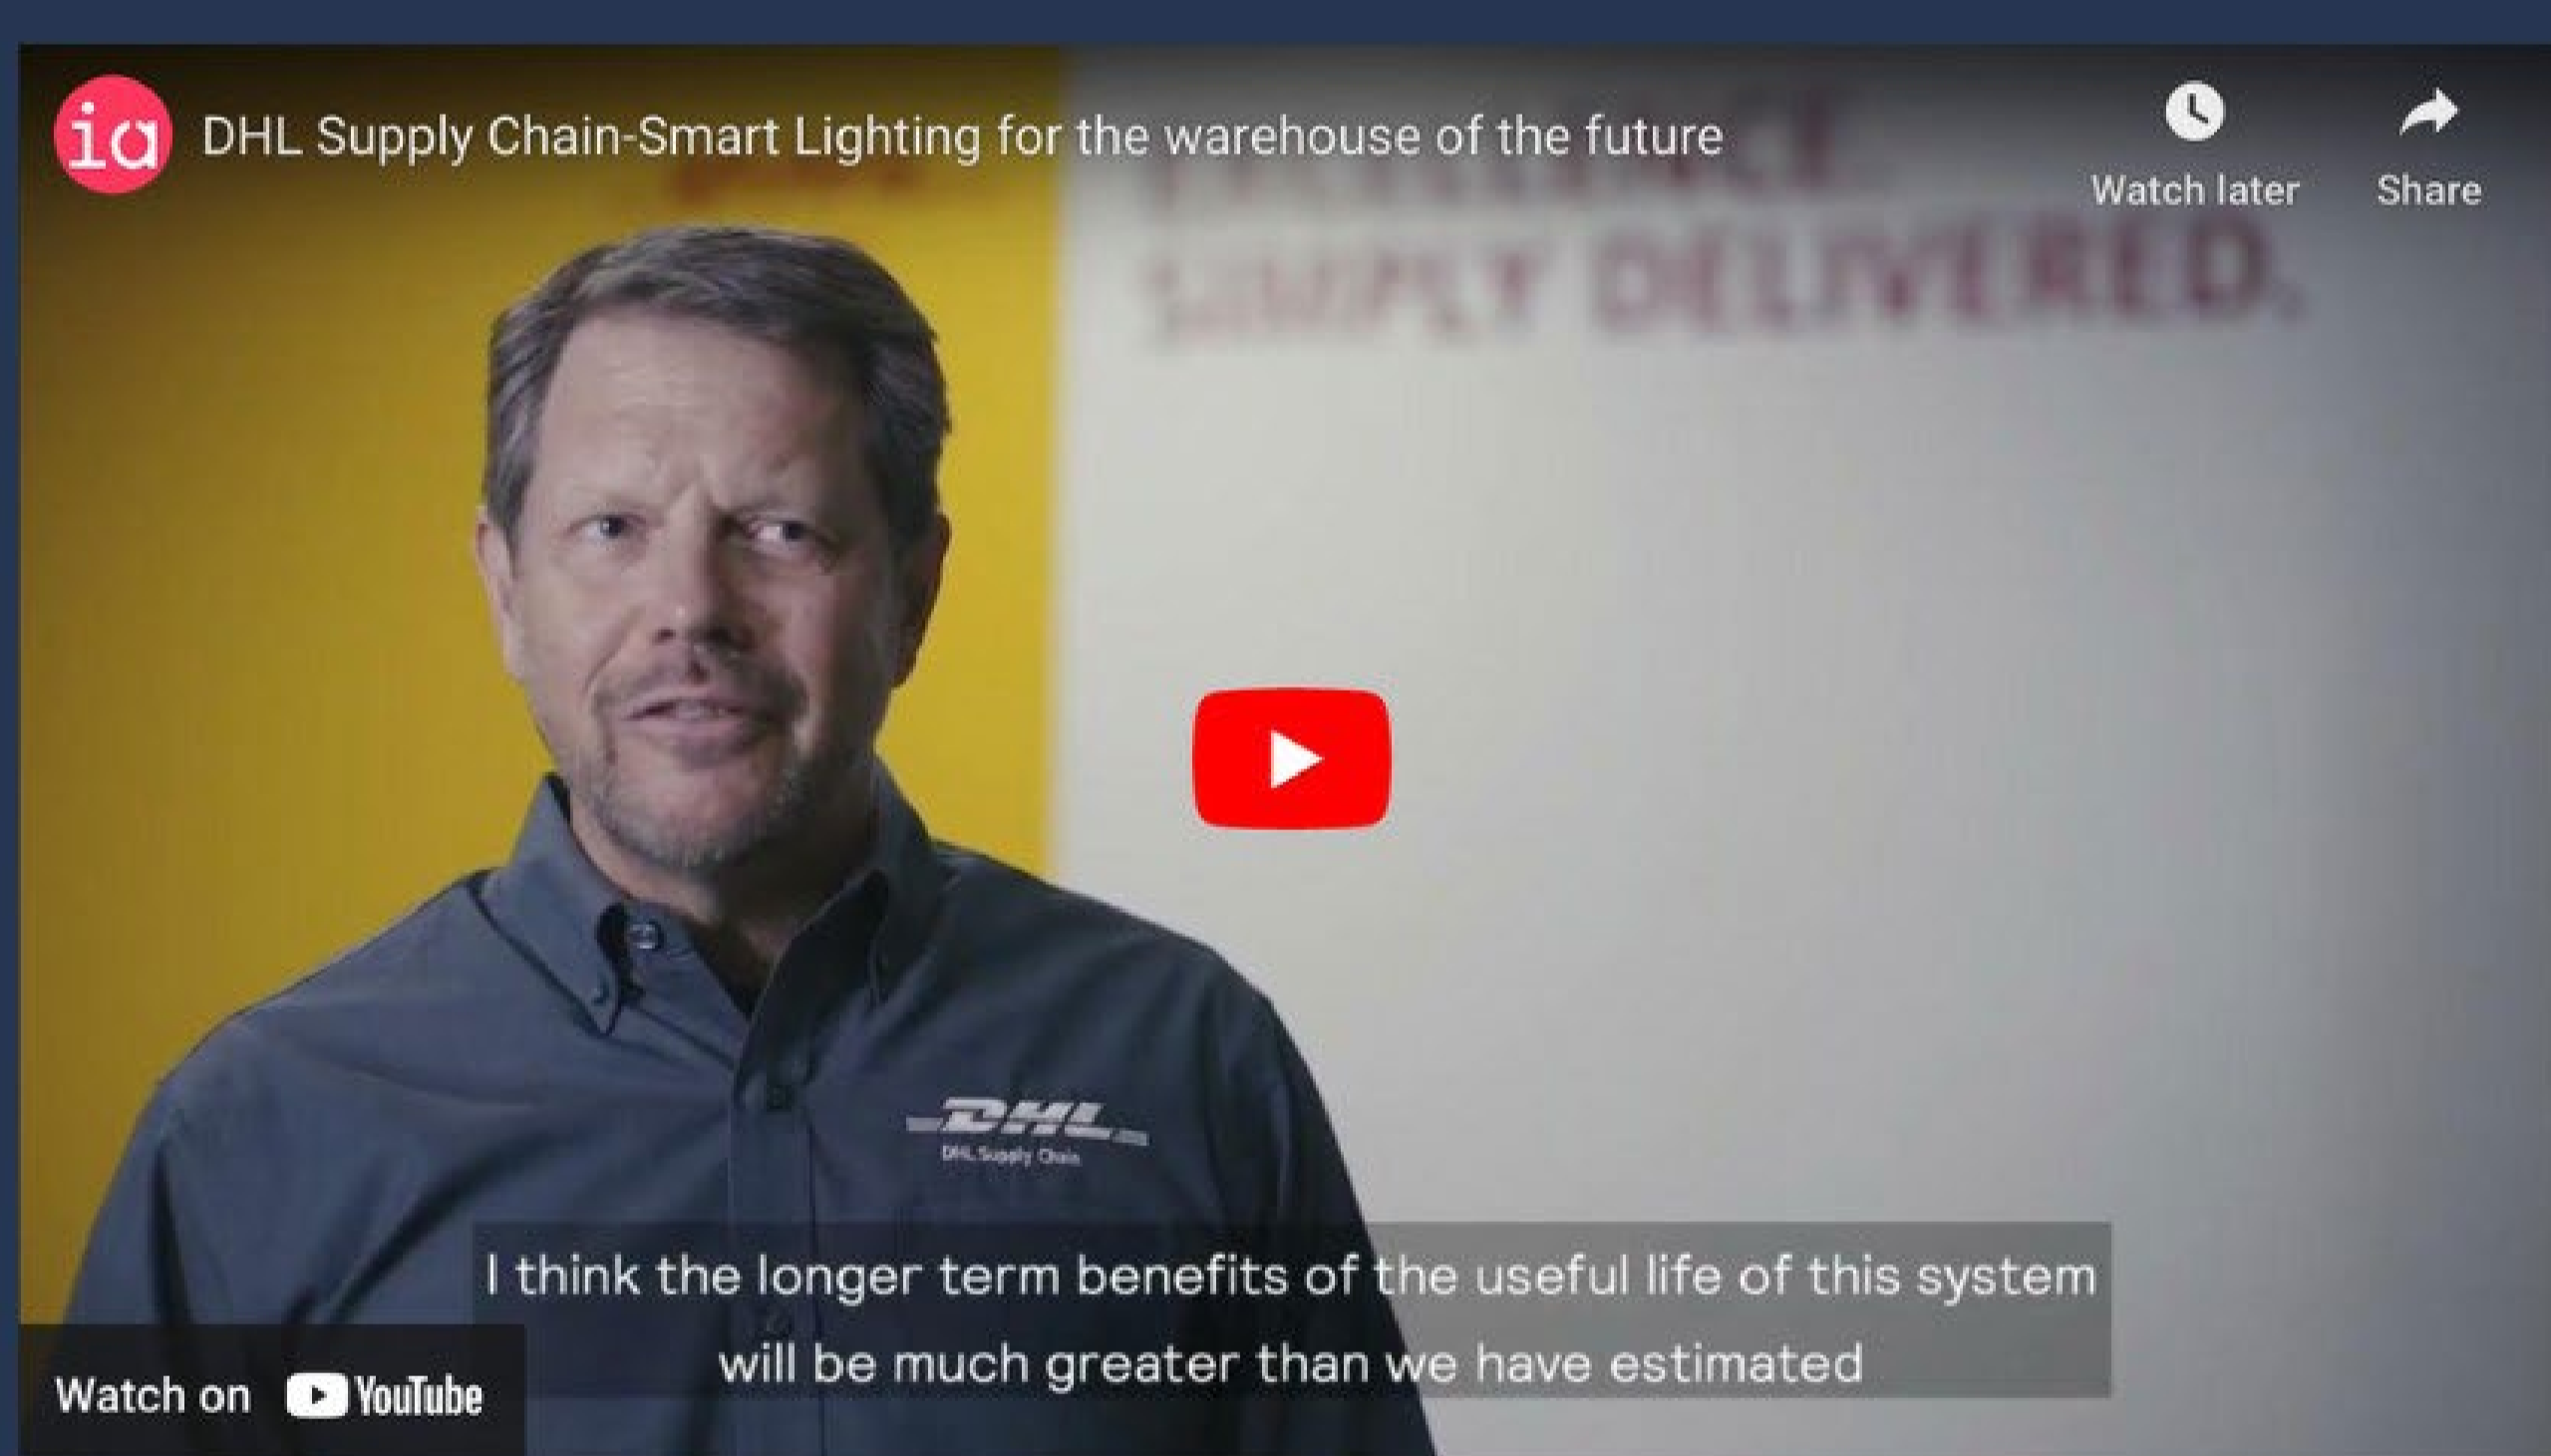 ia DHL Supply Chain-Smart Lighting for the warehouse of the future
Watch later
Share
EXCELLENCE.
SIMPLY DELIVERED.
DHL
DHL Supply Chain
I think the longer term benefits of the useful life of this system
will be much greater than we have estimated
Watch on YouTube